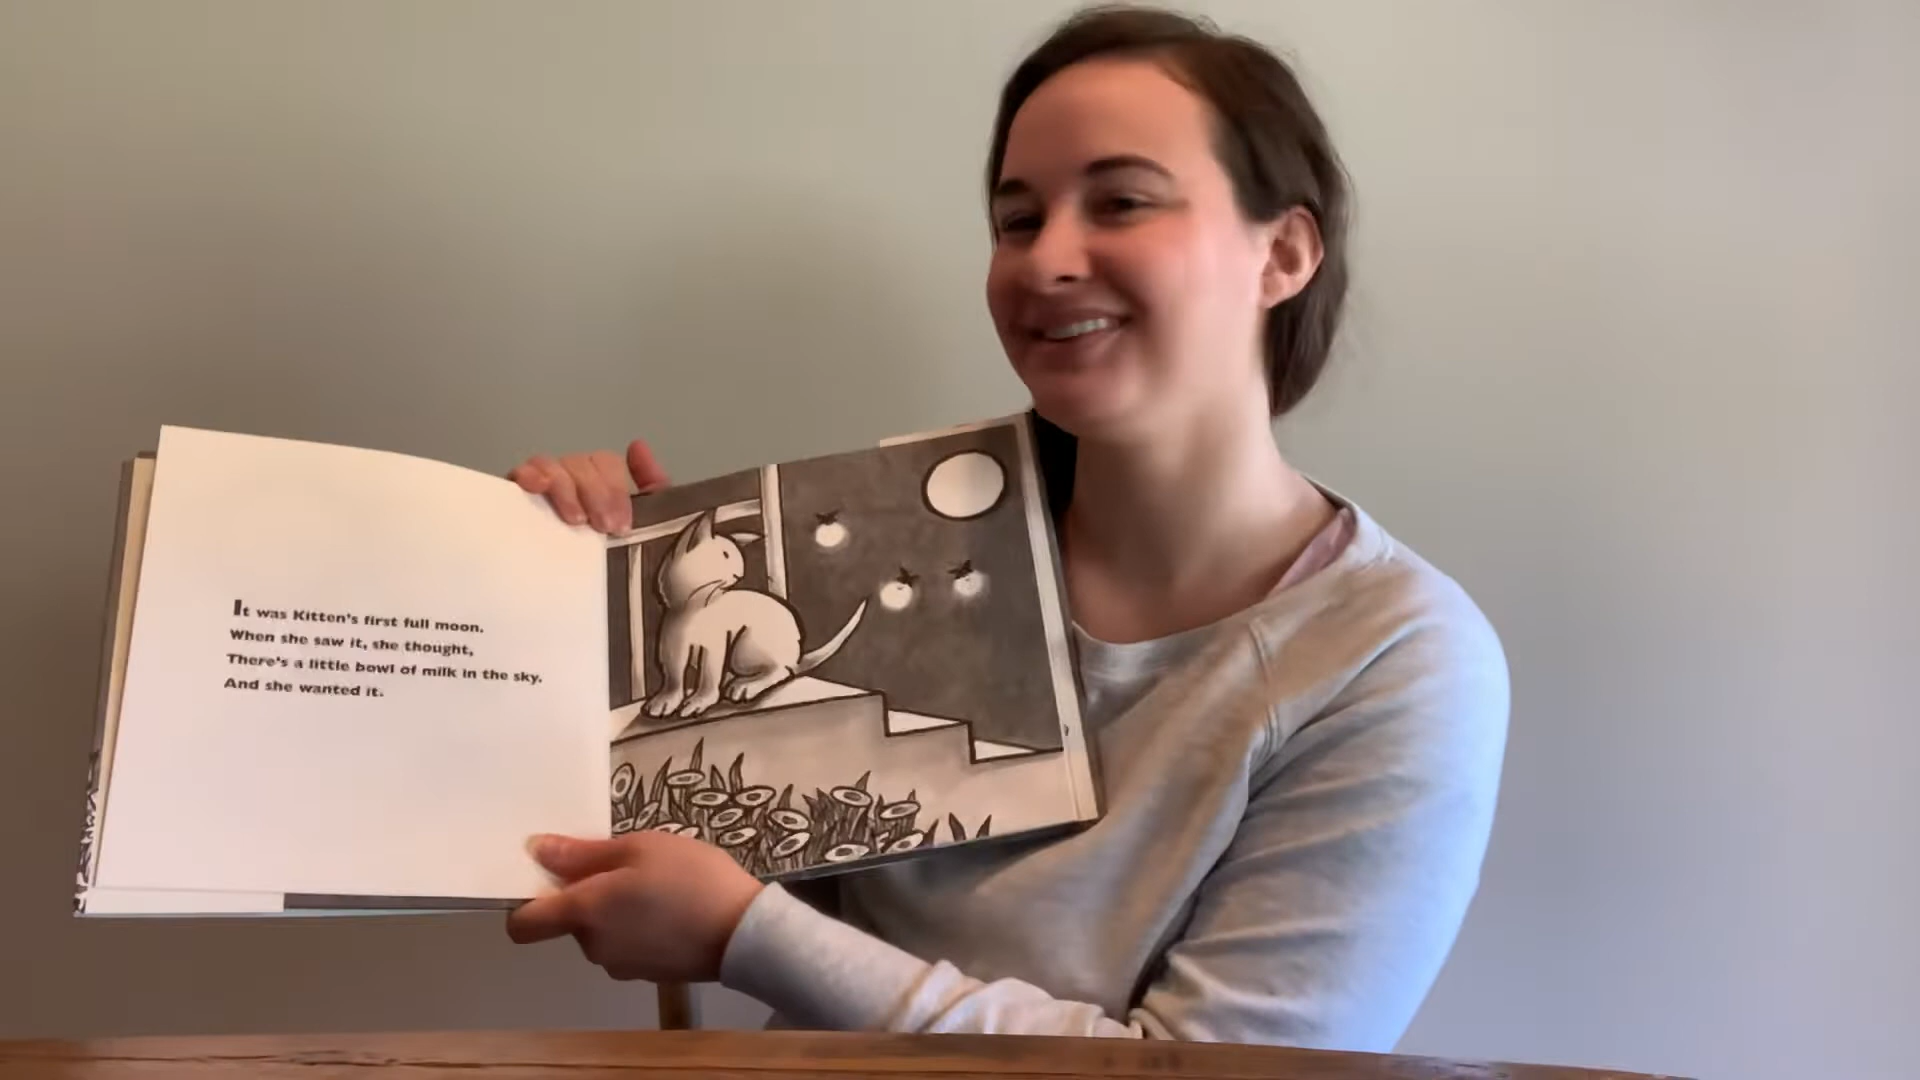 It was Kitten's first full moon.
When she saw it, she thought,
There's a little bowl of milk in the sky.
And she wanted it.